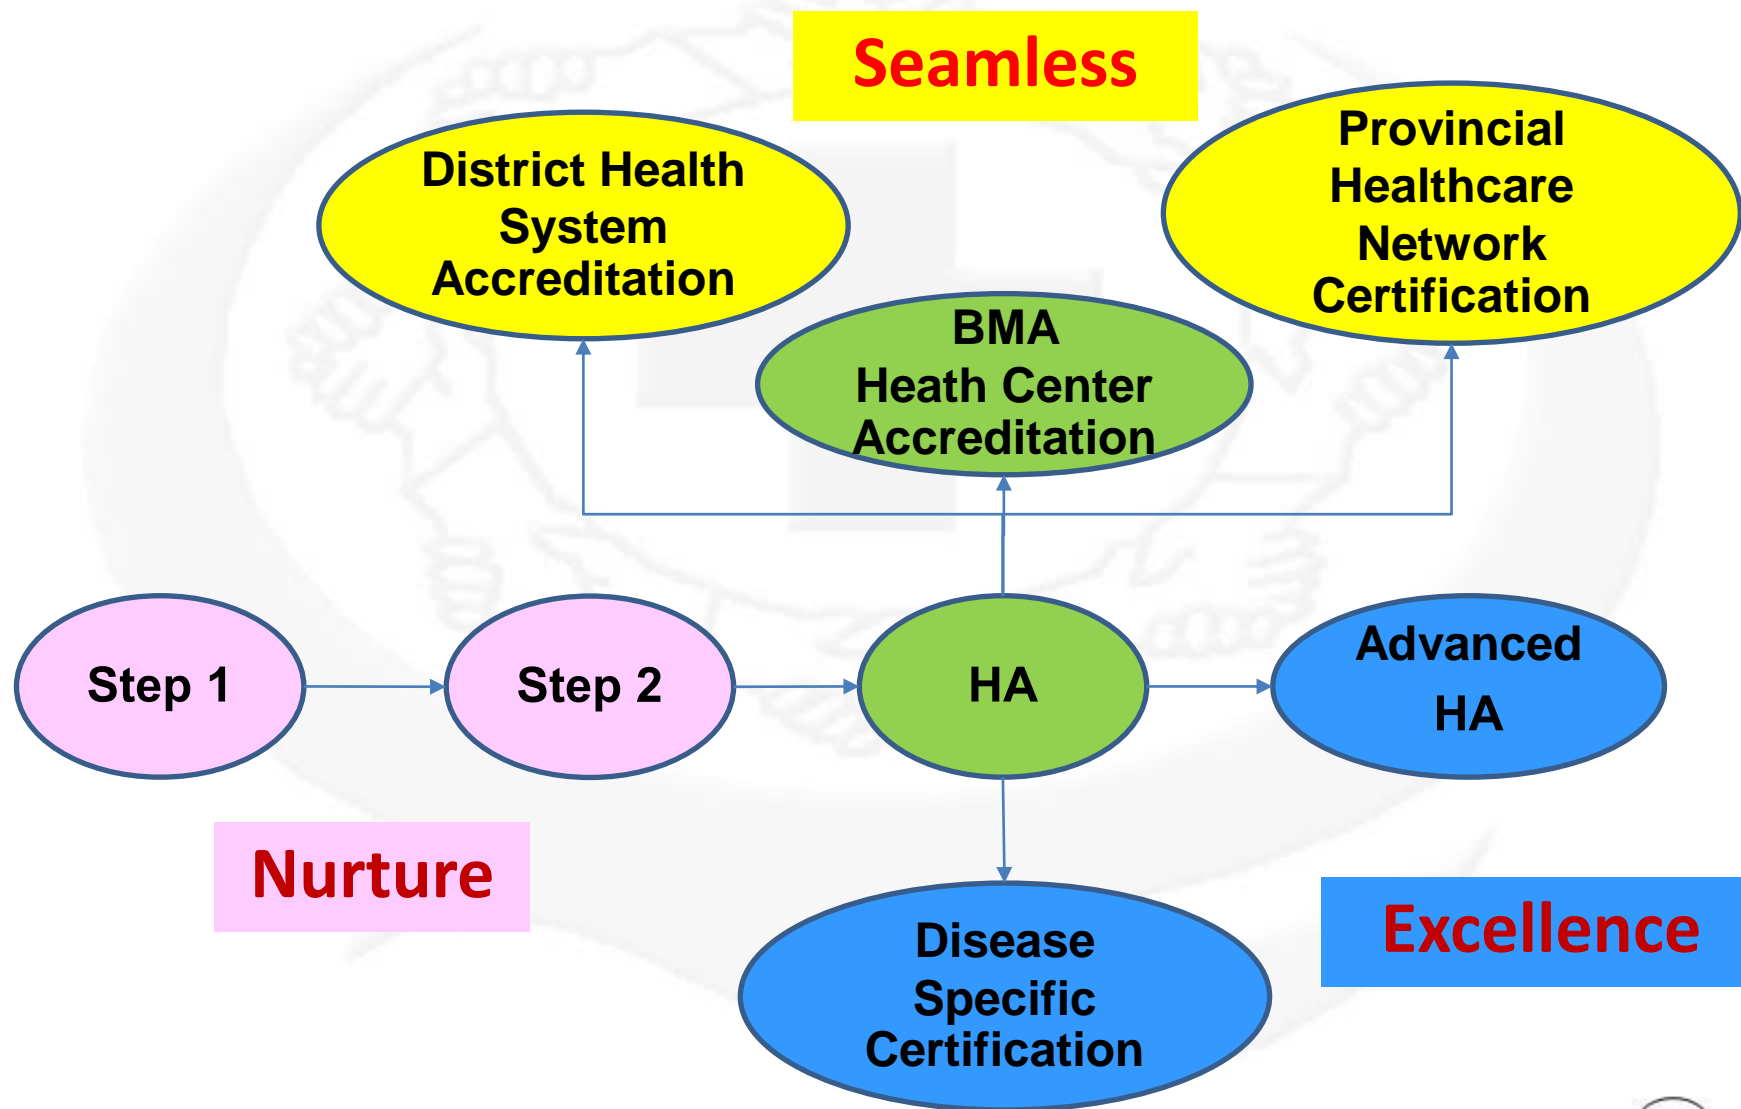 Seamless
District Health
System
Accreditation
Provincial
Healthcare
Network
Certification
BMA
Heath Center
Accreditation
Step 1
Step 2
HA
Advanced
HA
Nurture
Excellence
Disease
Specific
Certification